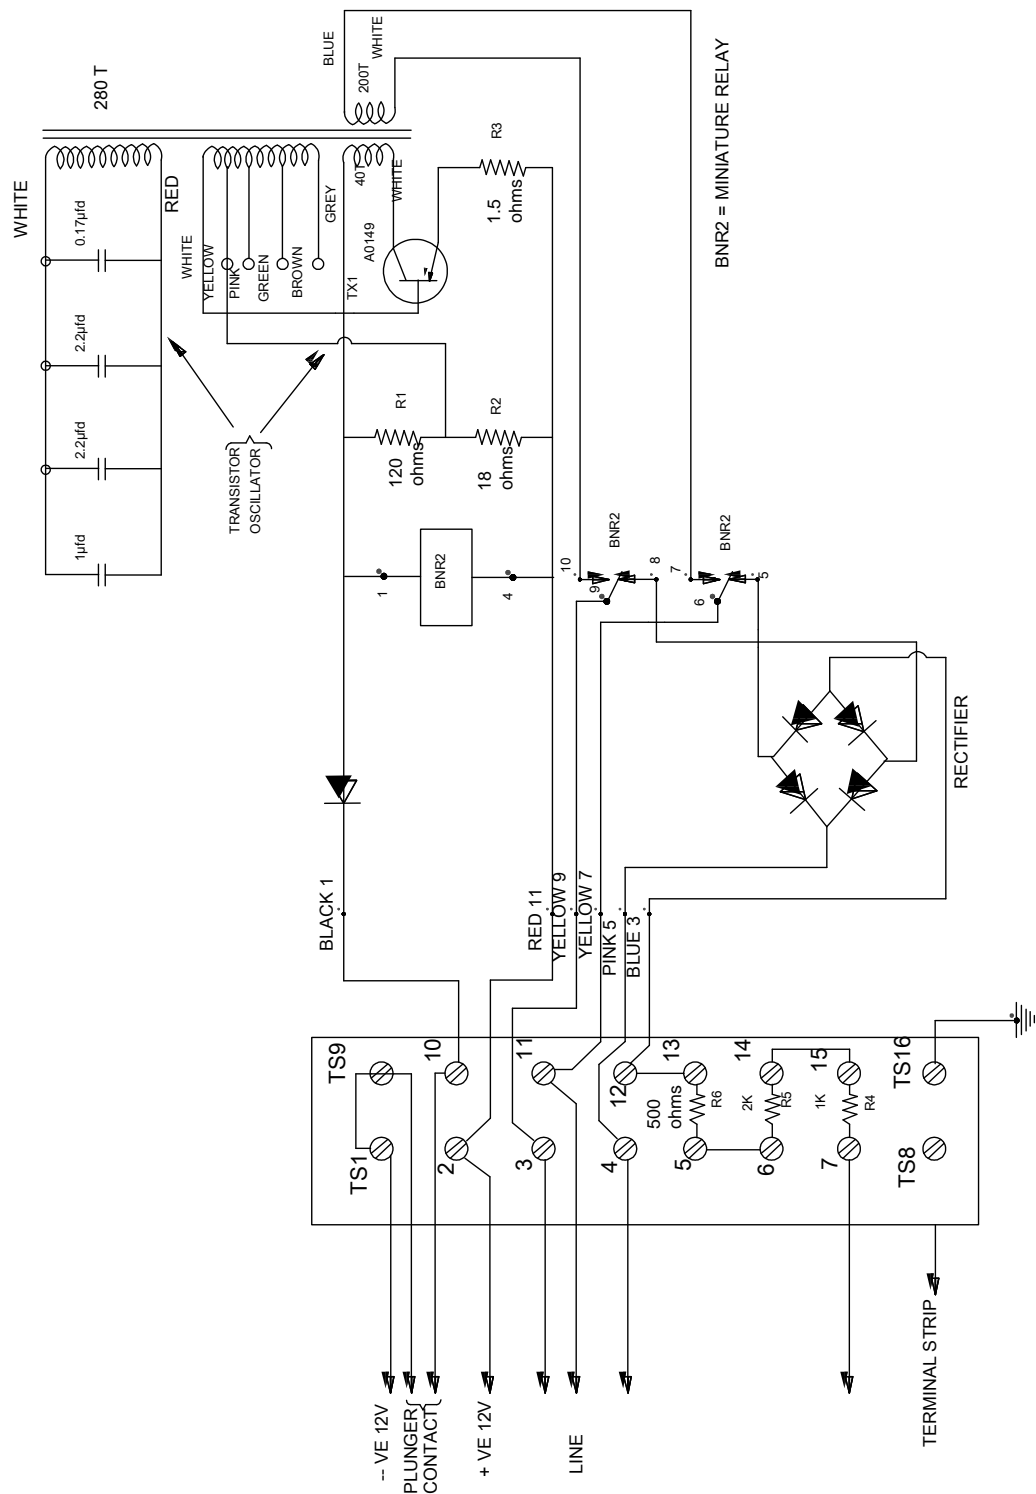 280 T
WHITE
RED
0.17µfd
2.2µfd
2.2µfd
1µfd
BLUE
WHITE
200T
40T
WHITE
WHITE
YELLOW
PINK
GREEN
BROWN
GREY
TX1
A0149
R3
1.5
ohms
BNR2 = MINIATURE RELAY
TRANSISTOR
OSCILLATOR
R1
120
ohms
R2
18
ohms
1
BNR2
4
10
9
BNR2
8
7
6
BNR2
5
RECTIFIER
BLACK 1
RED 11
YELLOW 9
YELLOW 7
PINK 5
BLUE 3
TS9
10
11
12
13
14
15
TS16
500
ohms
R6
2K
R5
1K
R4
TS1
2
3
4
5
6
7
TS8
-- VE 12V
PLUNGER
CONTACT
+ VE 12V
LINE
TERMINAL STRIP